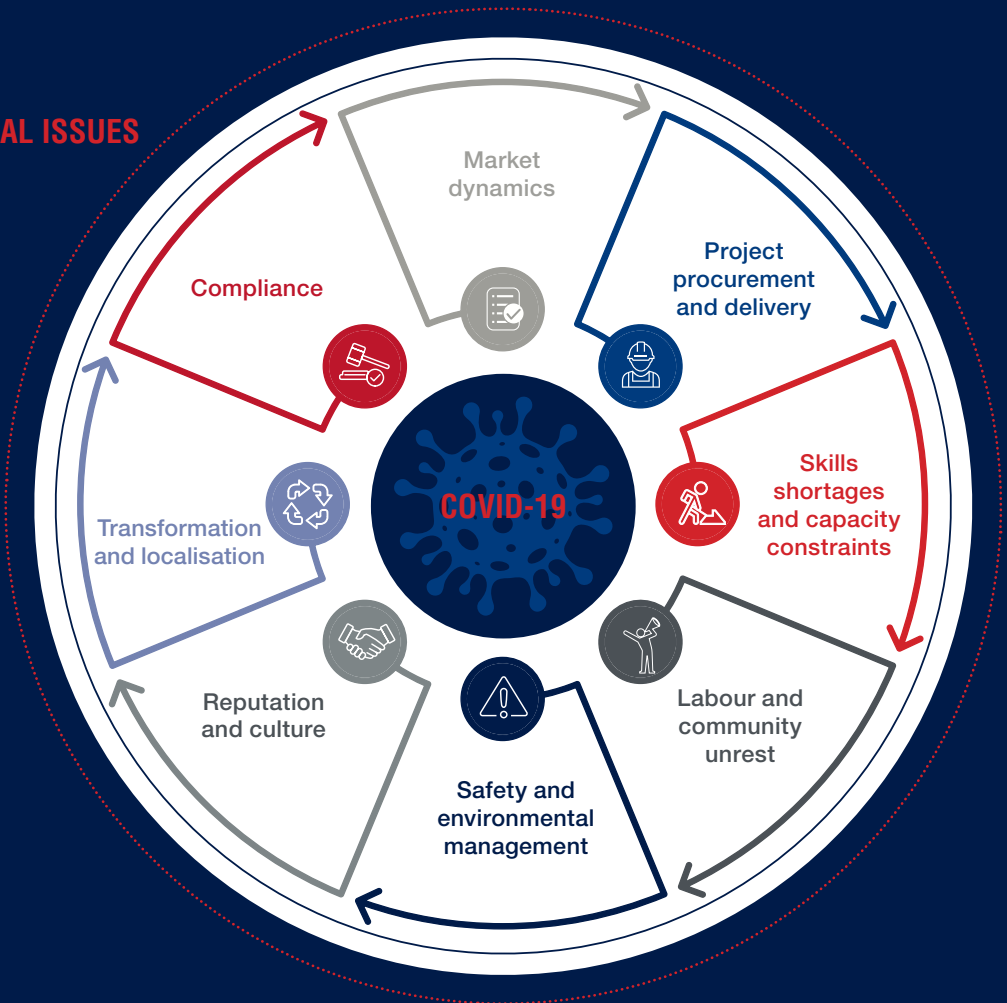 AL ISSUES
Market
dynamics
Project
procurement
and delivery
Skills
shortages
and capacity
constraints
Labour and
community
unrest
Safety and
environmental
management
Reputation
and culture
Transformation
and localisation
Compliance
COVID-19